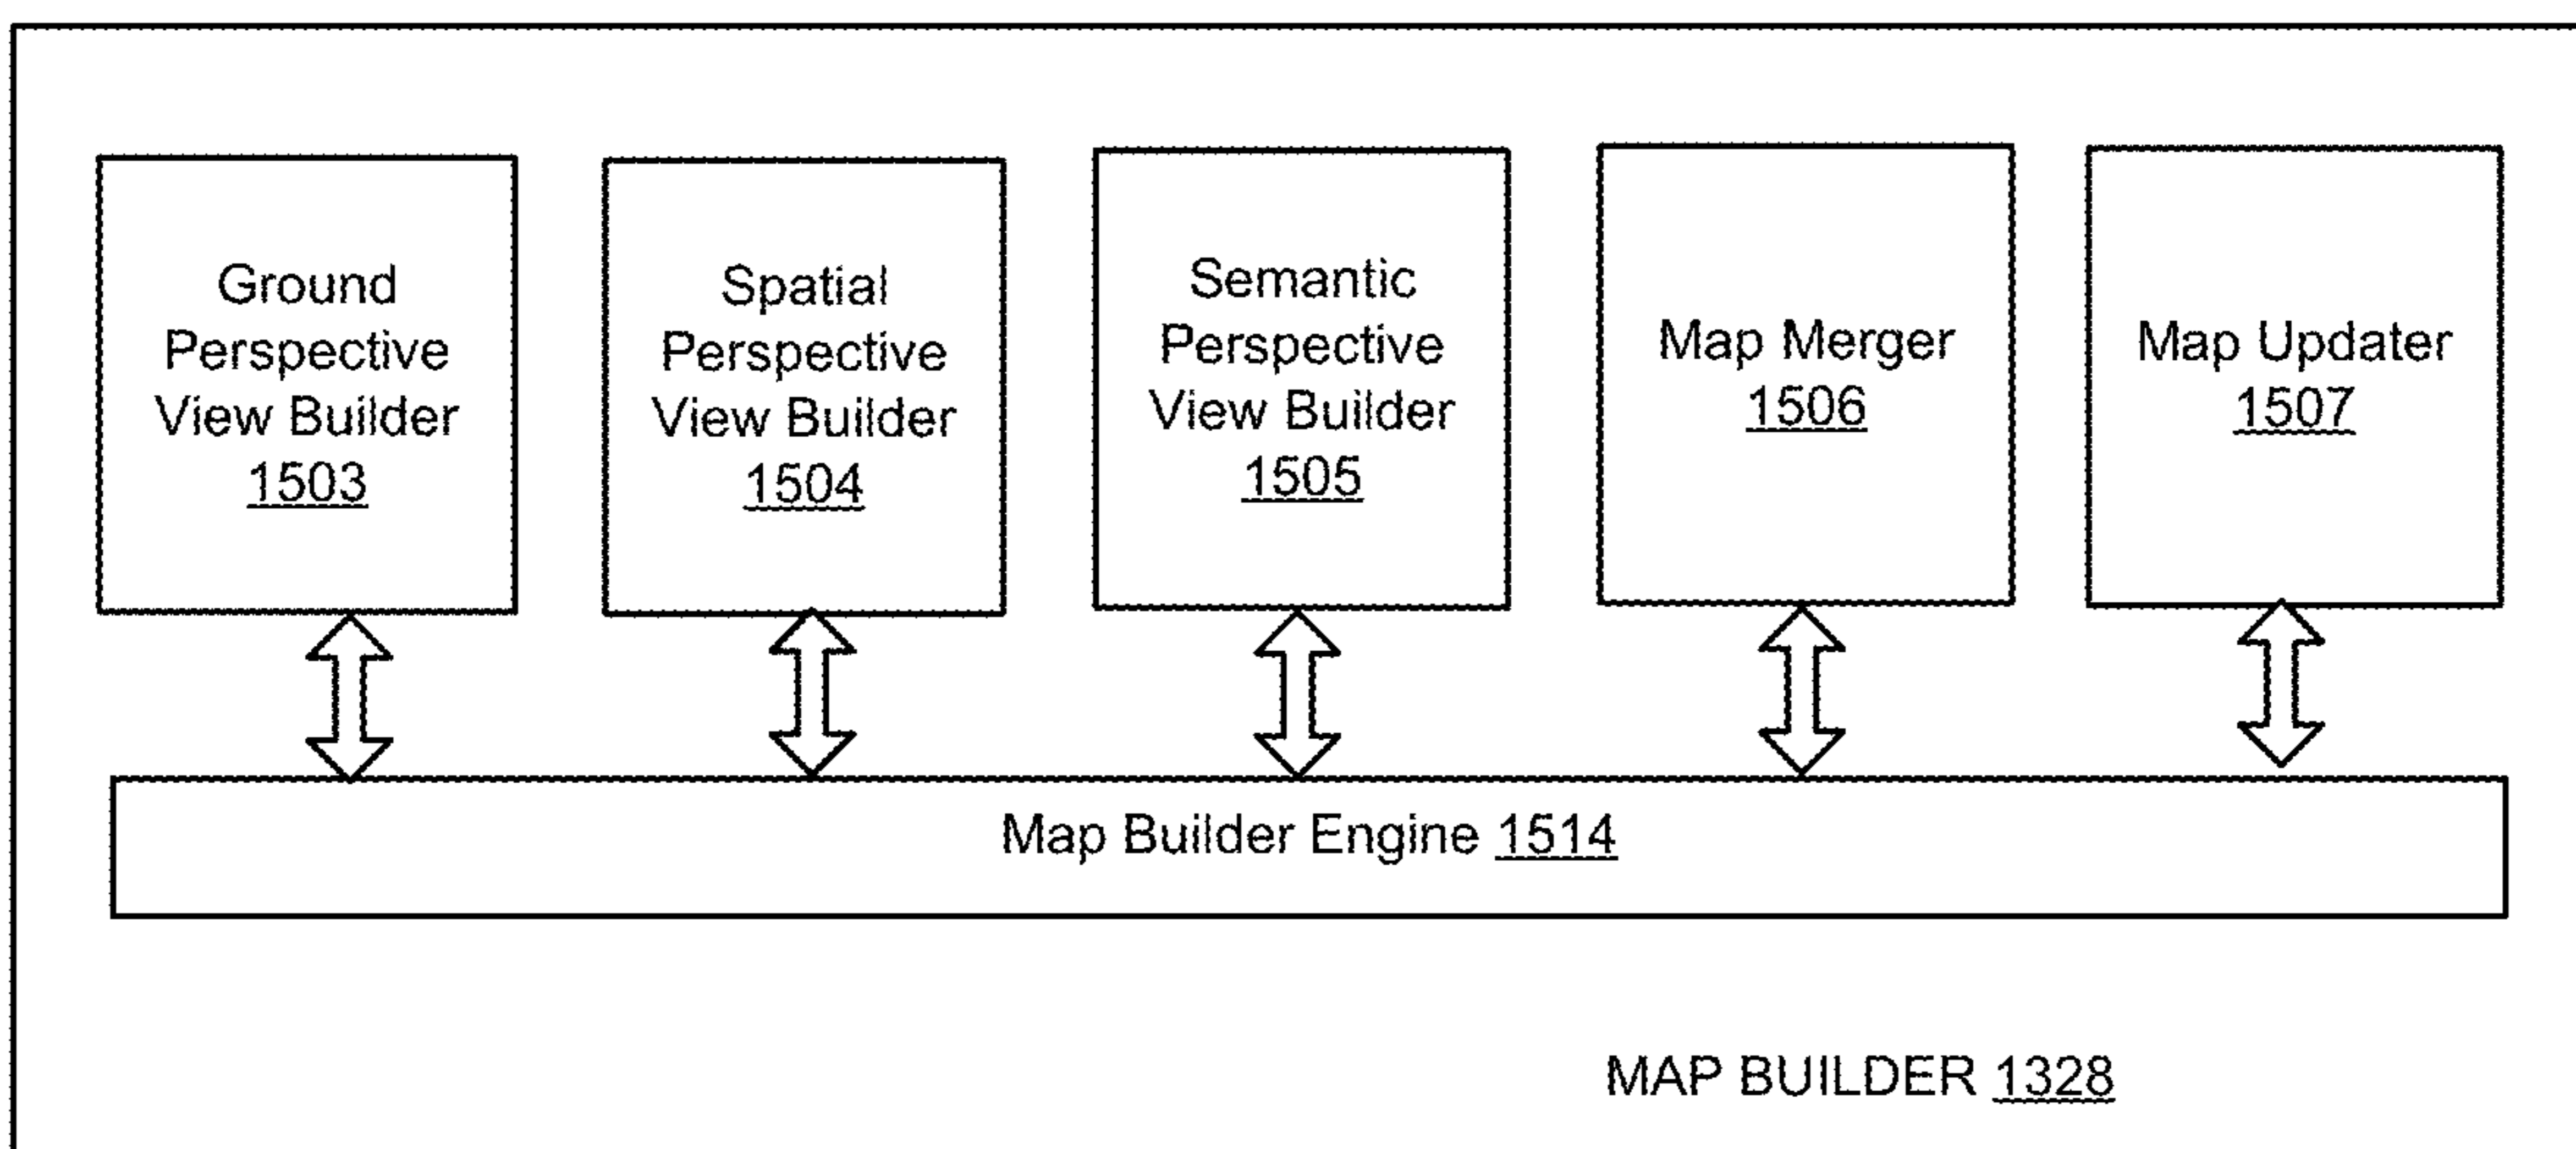 Ground
Perspective
View Builder
1503
Spatial
Perspective
View Builder
1504
Semantic
Perspective
View Builder
1505
Map Merger
1506
Map Updater
1507
Map Builder Engine 1514
MAP BUILDER 1328